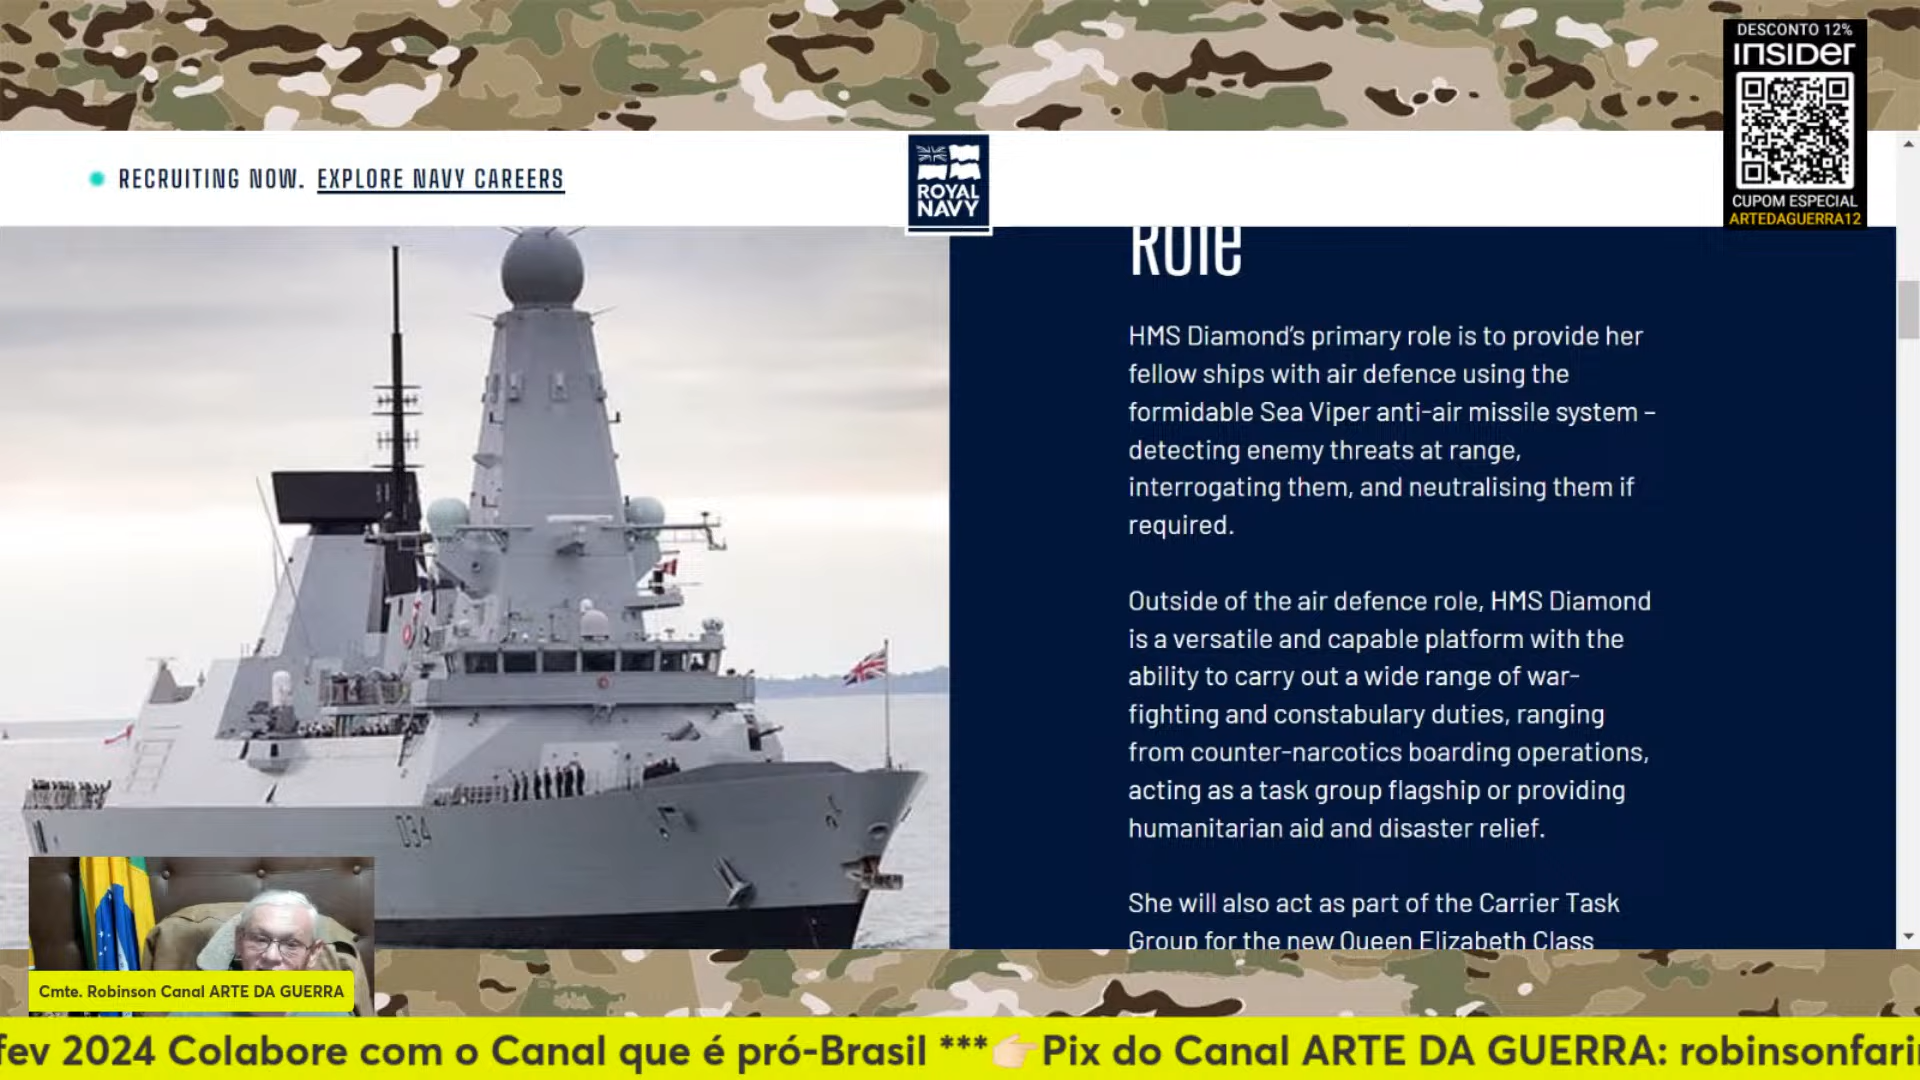 DESCONTO 12%
INSIDER
CUPOM ESPECIAL
ARTEDAGUERRA12
RECRUITING NOW. EXPLORE NAVY CAREERS
ROYAL
NAVY
Role
HMS Diamond's primary role is to provide her
fellow ships with air defence using the
formidable Sea Viper anti-air missile system –
detecting enemy threats at range,
interrogating them, and neutralising them if
required.
Outside of the air defence role, HMS Diamond
is a versatile and capable platform with the
ability to carry out a wide range of war-
fighting and constabulary duties, ranging
from counter-narcotics boarding operations,
acting as a task group flagship or providing
humanitarian aid and disaster relief.
She will also act as part of the Carrier Task
Group for the new Queen Elizabeth Class
D34
Cmte. Robinson Canal ARTE DA GUERRA
fev 2024 Colabore com o Canal que é pró-Brasil ***👉🏻Pix do Canal ARTE DA GUERRA: robinsonfari